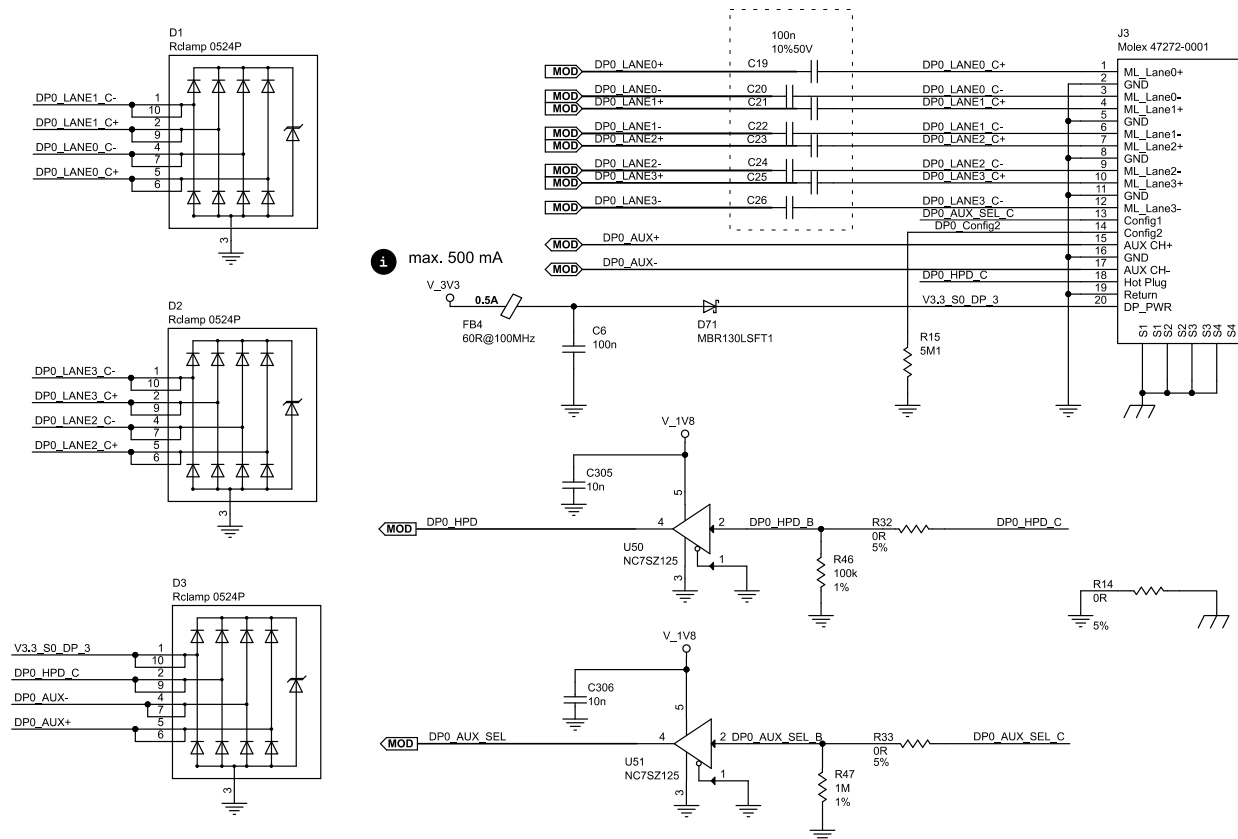 D1
Rclamp 0524P
DP0_LANE1_C- 1
10
DP0_LANE1_C+ 2
9
DP0_LANE0_C- 4
7
DP0_LANE0_C+ 5
6
3
D2
Rclamp 0524P
DP0_LANE3_C- 1
10
DP0_LANE3_C+ 2
9
DP0_LANE2_C- 4
7
DP0_LANE2_C+ 5
6
3
D3
Rclamp 0524P
V3.3_S0_DP_3 1
10
DP0_HPD_C 2
9
DP0_AUX- 4
7
DP0_AUX+ 5
6
3
100n
10%50V
J3
Molex 47272-0001
MOD DP0_LANE0+ C19 DP0_LANE0_C+ 1 ML_Lane0+
2 GND
MOD DP0_LANE0- C20 DP0_LANE0_C- 3 ML_Lane0-
MOD DP0_LANE1+ C21 DP0_LANE1_C+ 4 ML_Lane1+
5 GND
MOD DP0_LANE1- C22 DP0_LANE1_C- 6 ML_Lane1-
MOD DP0_LANE2+ C23 DP0_LANE2_C+ 7 ML_Lane2+
8 GND
MOD DP0_LANE2- C24 DP0_LANE2_C- 9 ML_Lane2-
MOD DP0_LANE3+ C25 DP0_LANE3_C+ 10 ML_Lane3+
11 GND
MOD DP0_LANE3- C26 DP0_LANE3_C- 12 ML_Lane3-
DP0_AUX_SEL_C 13 Config1
DP0_Config2 14 Config2
MOD DP0_AUX+ 15 AUX CH+
16 GND
MOD DP0_AUX- 17 AUX CH-
DP0_HPD_C 18 Hot Plug
19 Return
V3.3_S0_DP_3 20 DP_PWR
S1 S1 S2 S2 S3 S3 S4 S4
i max. 500 mA
V_3V3
0.5A
FB4
60R@100MHz
C6
100n
D71
MBR130LSFT1
R15
5M1
V_1V8
C305
10n
5
MOD DP0_HPD 4 2 DP0_HPD_B R32 DP0_HPD_C
0R
5%
U50
NC7SZ125
1
3
R46
100k
1%
R14
0R
5%
V_1V8
C306
10n
5
MOD DP0_AUX_SEL 4 2 DP0_AUX_SEL_B R33 DP0_AUX_SEL_C
0R
5%
U51
NC7SZ125
1
3
R47
1M
1%